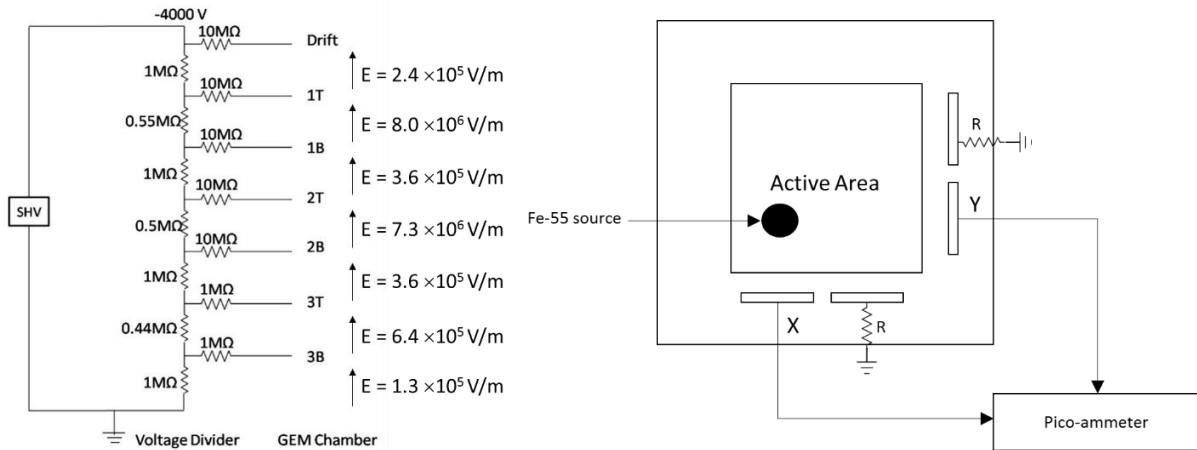 -4000 V
10MΩ
Drift
1MΩ
E = 2.4 ×10⁵ V/m
10MΩ
1T
0.55MΩ
E = 8.0 ×10⁶ V/m
10MΩ
1B
1MΩ
E = 3.6 ×10⁵ V/m
10MΩ
2T
SHV
0.5MΩ
E = 7.3 ×10⁶ V/m
10MΩ
2B
1MΩ
E = 3.6 ×10⁵ V/m
1MΩ
3T
0.44MΩ
E = 6.4 ×10⁵ V/m
1MΩ
3B
1MΩ
E = 1.3 ×10⁵ V/m
Voltage Divider
GEM Chamber
R
Active Area
Fe-55 source
Y
X
R
Pico-ammeter